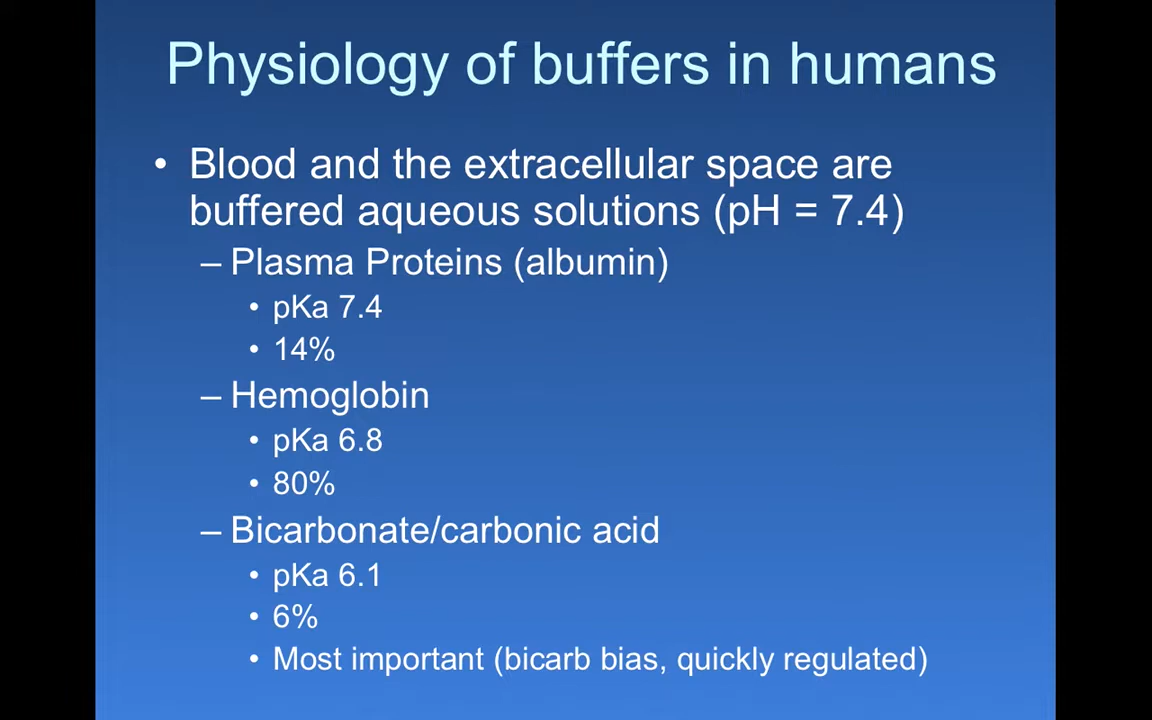 Physiology of buffers in humans
• Blood and the extracellular space are
buffered aqueous solutions (pH = 7.4)
– Plasma Proteins (albumin)
• pKa 7.4
• 14%
– Hemoglobin
• pKa 6.8
• 80%
– Bicarbonate/carbonic acid
• pKa 6.1
• 6%
• Most important (bicarb bias, quickly regulated)